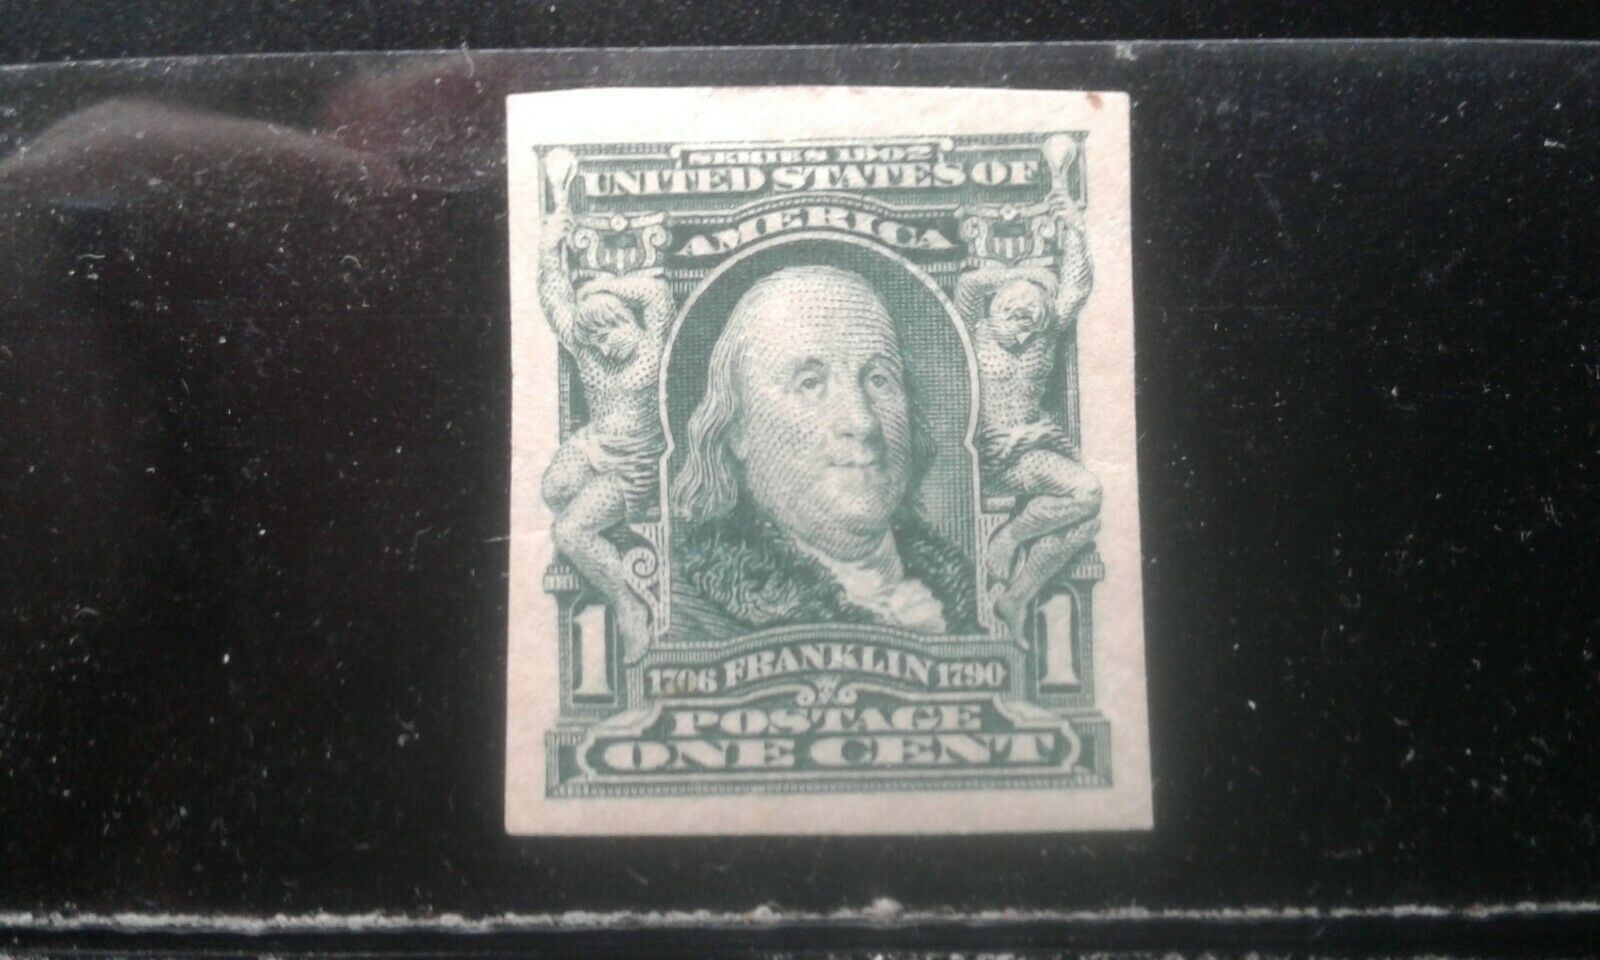 SERIES 1902
UNITED STATES OF
AMERICA
1 1706 FRANKLIN 1790 1
POSTAGE
ONE CENT